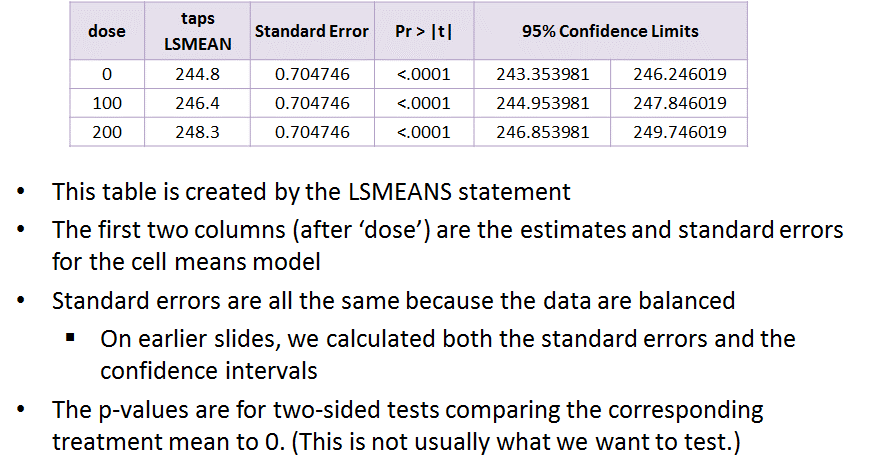 dose taps LSMEAN Standard Error Pr > |t| 95% Confidence Limits
0 244.8 0.704746 <.0001 243.353981 246.246019
100 246.4 0.704746 <.0001 244.953981 247.846019
200 248.3 0.704746 <.0001 246.853981 249.746019
• This table is created by the LSMEANS statement
• The first two columns (after ‘dose’) are the estimates and standard errors
for the cell means model
• Standard errors are all the same because the data are balanced
▪ On earlier slides, we calculated both the standard errors and the
confidence intervals
• The p-values are for two-sided tests comparing the corresponding
treatment mean to 0. (This is not usually what we want to test.)